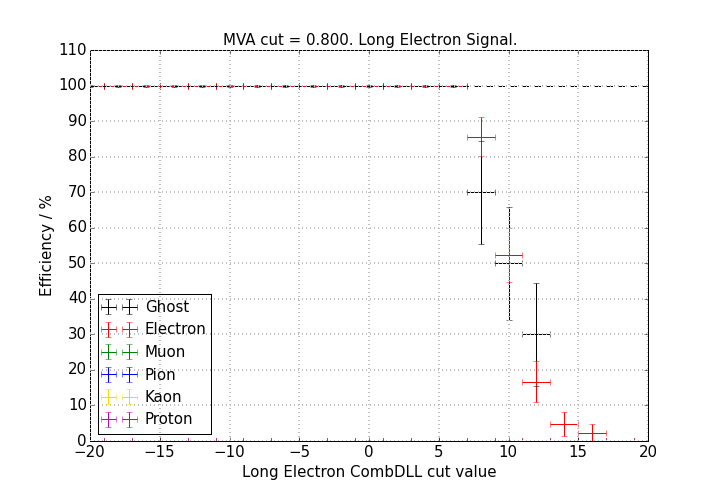 MVA cut = 0.800. Long Electron Signal.
110
100
90
80
70
60
50
40
30
20
10
0
Efficiency / %
Ghost
Electron
Muon
Pion
Kaon
Proton
−20 −15 −10 −5 0 5 10 15 20
Long Electron CombDLL cut value